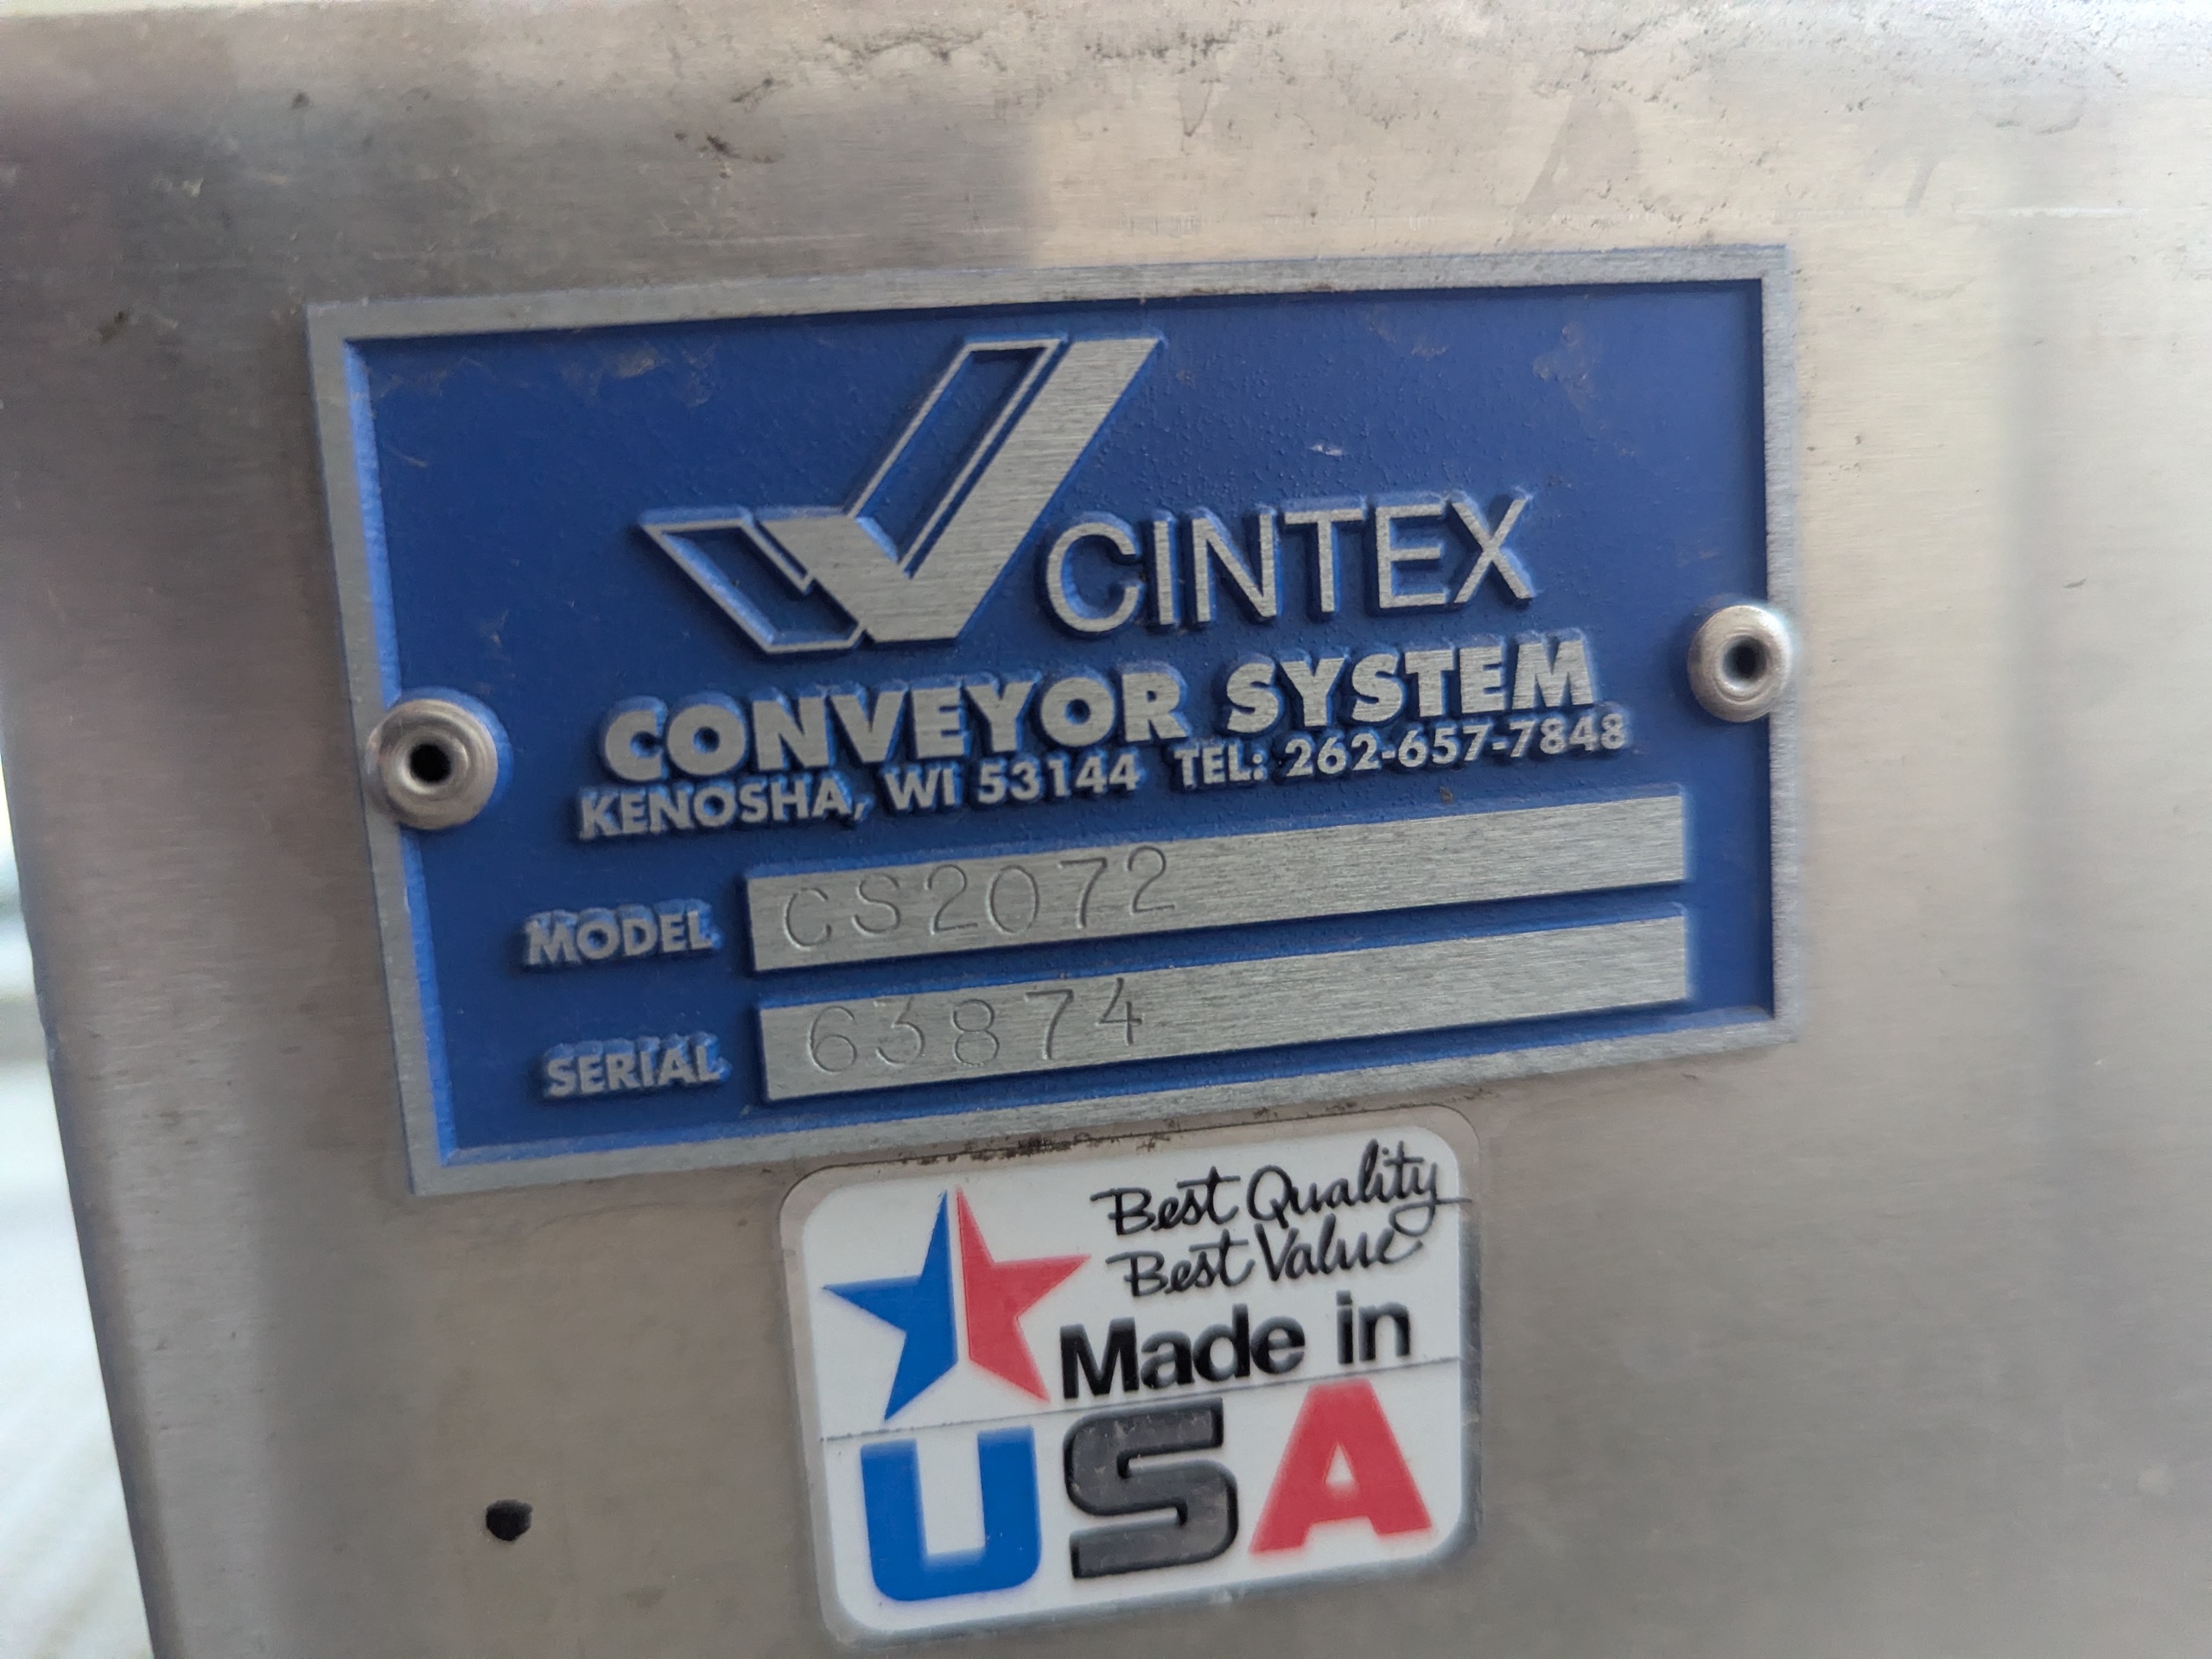 CINTEX
CONVEYOR SYSTEM
KENOSHA, WI 53144 TEL: 262-657-7848
MODEL CS2072
SERIAL 63874
Best Quality
Best Value
Made in
USA